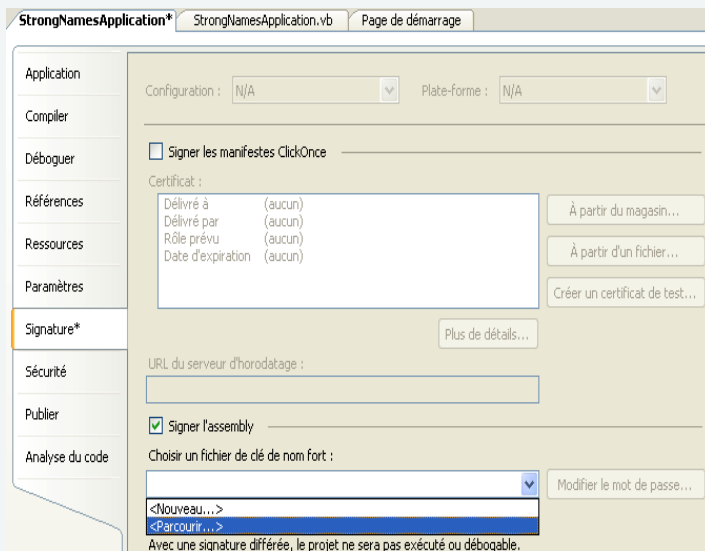 StrongNamesApplication* StrongNamesApplication.vb Page de démarrage
Application
Configuration : N/A Plate-forme : N/A
Compiler
Signer les manifestes ClickOnce
Déboguer
Certificat :
Références
Délivré à (aucun)
Délivré par (aucun)
Rôle prévu (aucun)
Date d'expiration (aucun)
À partir du magasin...
Ressources
À partir d'un fichier...
Paramètres
Créer un certificat de test...
Signature*
Plus de détails...
Sécurité
URL du serveur d'horodatage :
Publier
Signer l'assembly
Analyse du code
Choisir un fichier de clé de nom fort :
Modifier le mot de passe...
<Nouveau...>
<Parcourir...>
Avec une signature différée, le projet ne sera pas exécuté ou débogable.